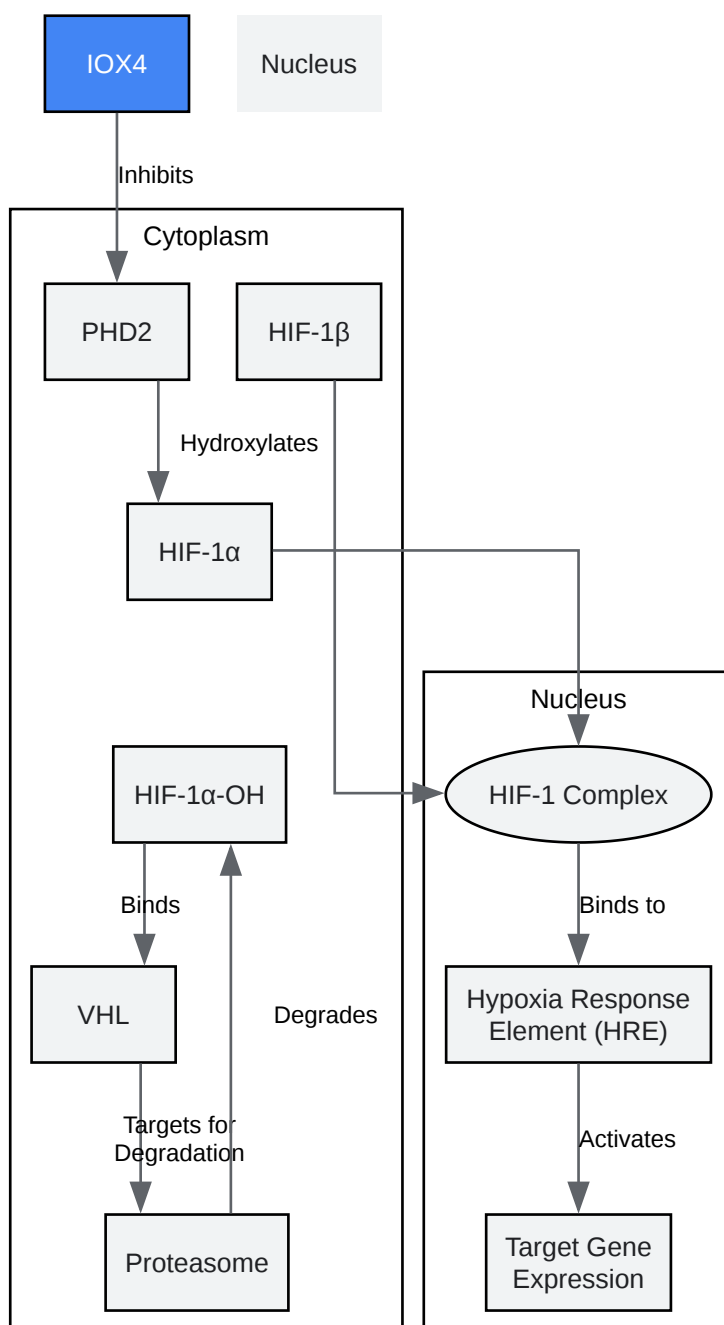 IOX4
Nucleus
Inhibits
Cytoplasm
PHD2
HIF-1β
Hydroxylates
HIF-1α
Nucleus
HIF-1α-OH
HIF-1 Complex
Binds
Binds to
VHL
Degrades
Hypoxia Response
Element (HRE)
Targets for
Degradation
Activates
Proteasome
Target Gene
Expression